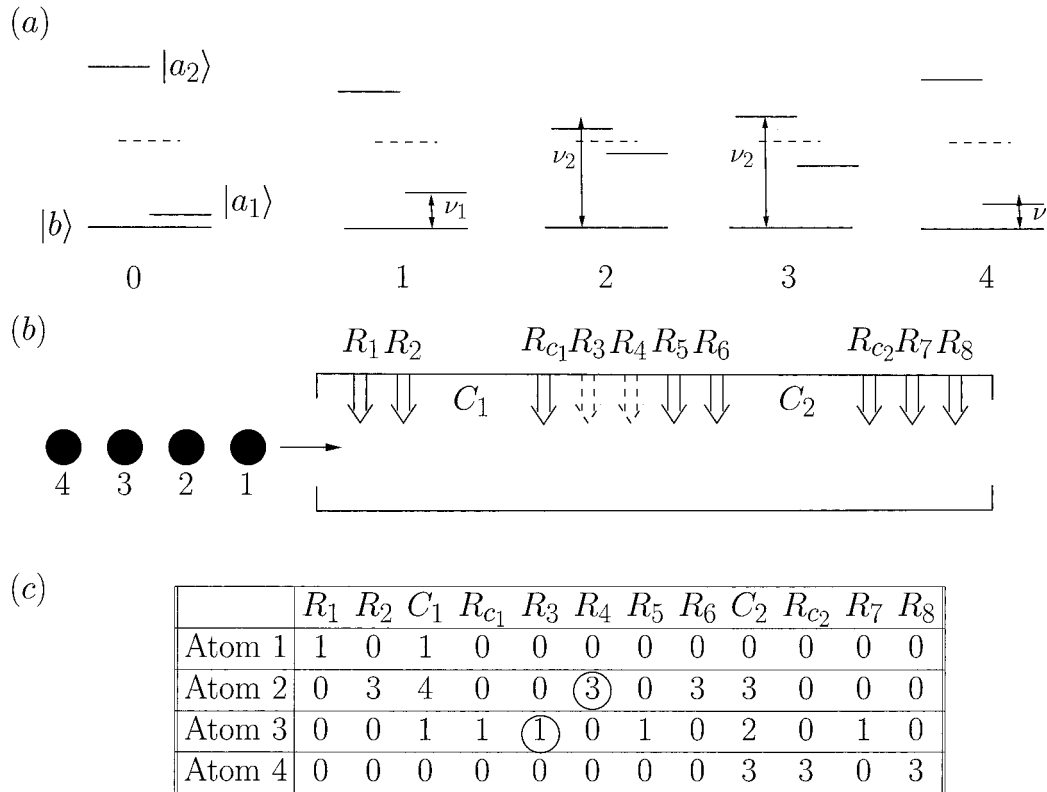 (a)
|a₂⟩
|a₁⟩
|b⟩
ν₁
ν₂
ν₂
ν
0 1 2 3 4
(b)
R₁ R₂ R_c₁ R₃ R₄ R₅ R₆ R_c₂ R₇ R₈
C₁ C₂
4 3 2 1
(c)
R₁ R₂ C₁ R_c₁ R₃ R₄ R₅ R₆ C₂ R_c₂ R₇ R₈
Atom 1 1 0 1 0 0 0 0 0 0 0 0 0
Atom 2 0 3 4 0 0 3 0 3 3 0 0 0
Atom 3 0 0 1 1 1 0 1 0 2 0 1 0
Atom 4 0 0 0 0 0 0 0 0 3 3 0 3